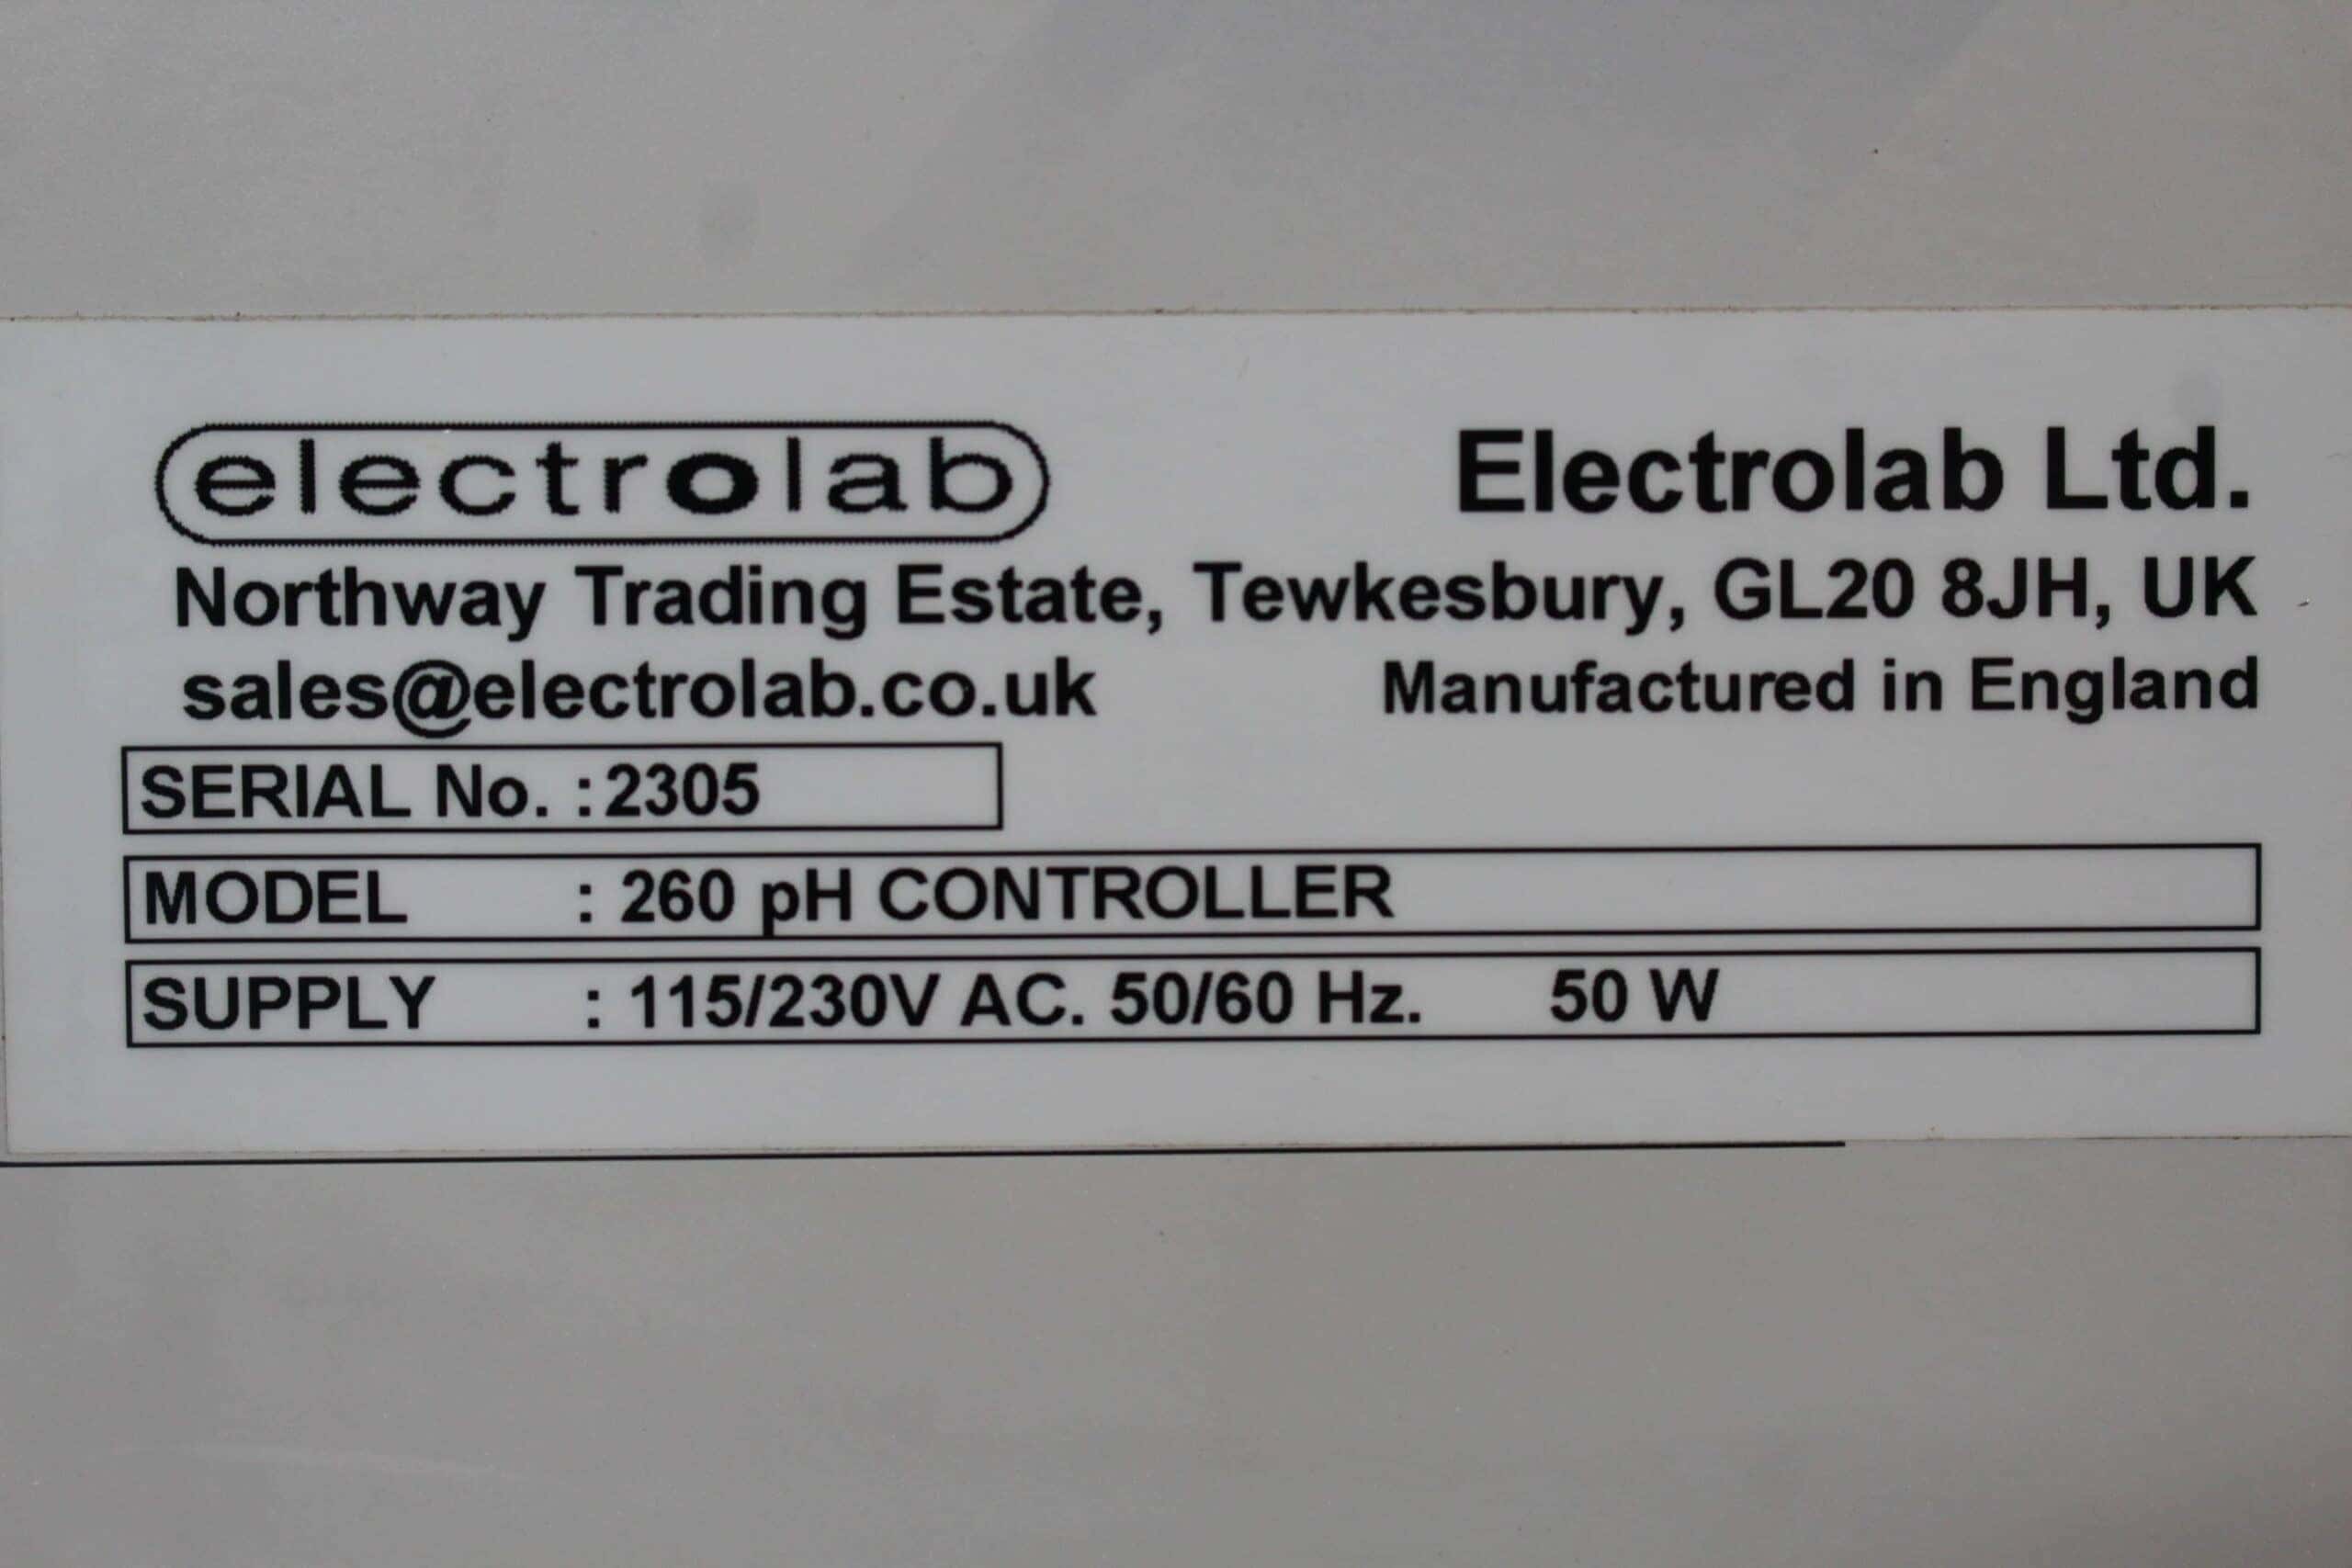 electrolab Electrolab Ltd.
Northway Trading Estate, Tewkesbury, GL20 8JH, UK
sales@electrolab.co.uk Manufactured in England
SERIAL No. :2305
MODEL : 260 pH CONTROLLER
SUPPLY : 115/230V AC. 50/60 Hz. 50 W